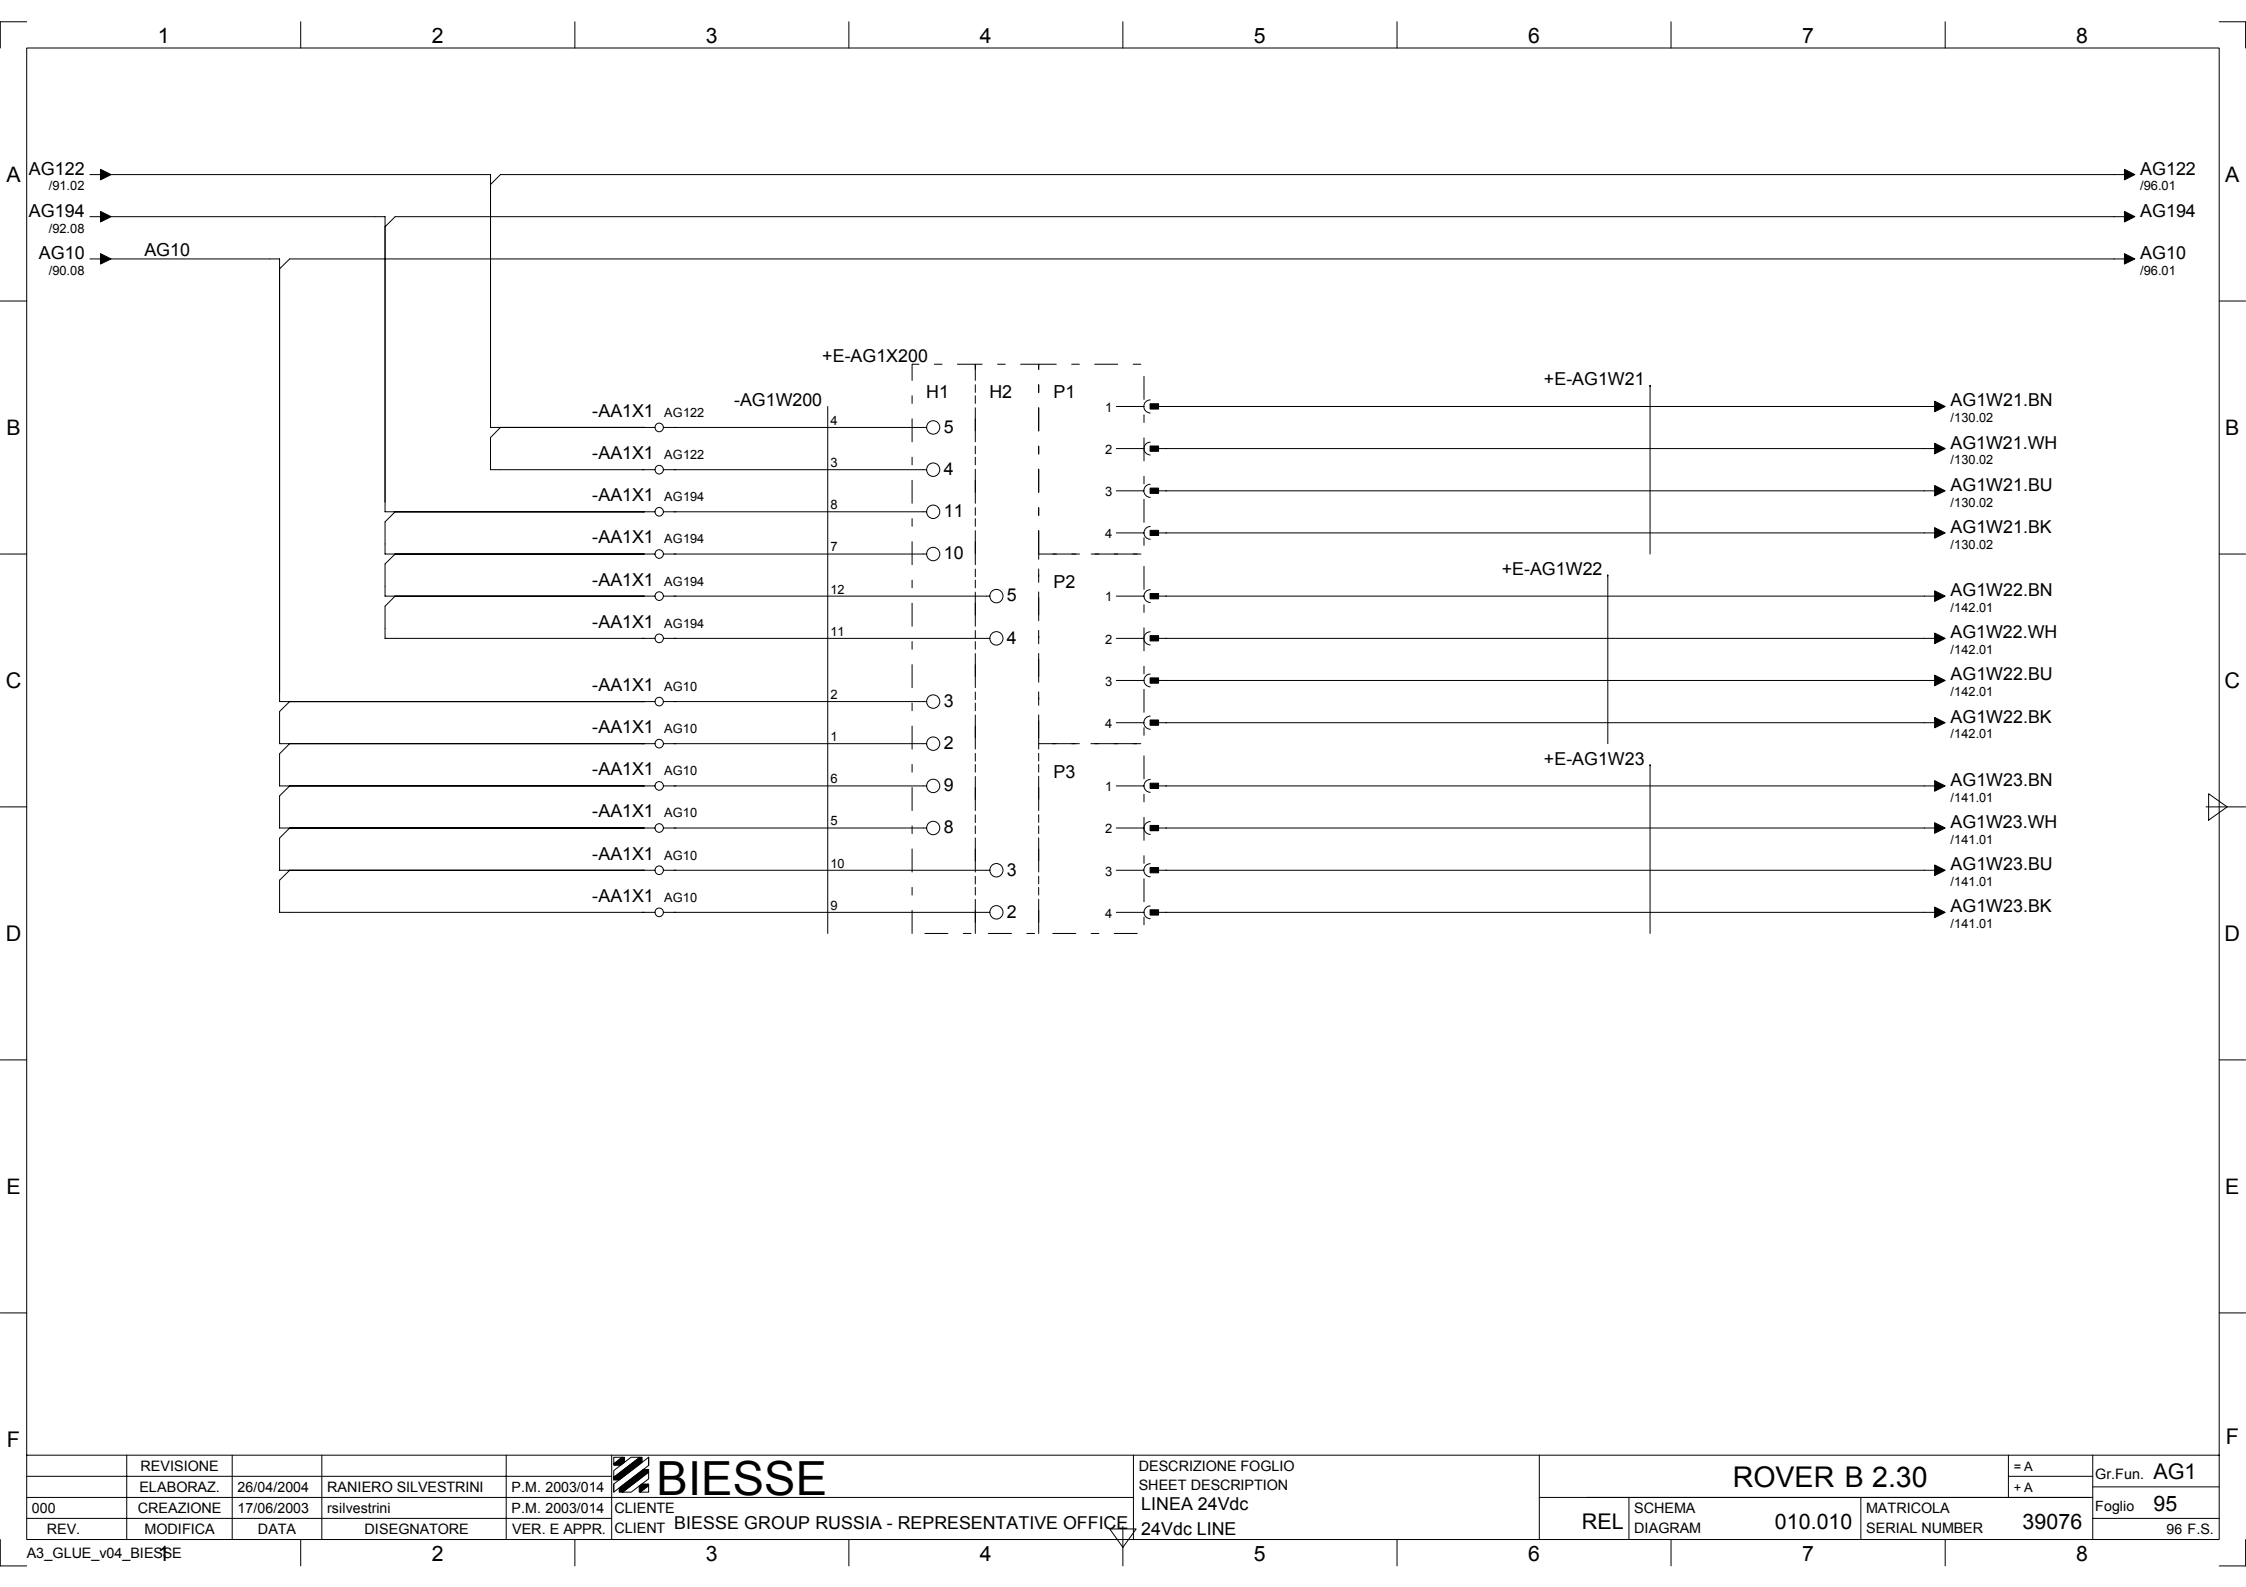 1 2 3 4 5 6 7 8
A AG122 AG122 A
/91.02 /96.01
AG194 AG194
/92.08
AG10 AG10 AG10
/90.08 /96.01
+E-AG1X200
H1 H2 P1 +E-AG1W21
-AG1W200
1 AG1W21.BN
/130.02
-AA1X1 AG122 4 5
B B
2 AG1W21.WH
/130.02
-AA1X1 AG122 3 4
3 AG1W21.BU
/130.02
-AA1X1 AG194 8 11
4 AG1W21.BK
/130.02
-AA1X1 AG194 7 10
P2 +E-AG1W22
-AA1X1 AG194 12 5 1 AG1W22.BN
/142.01
-AA1X1 AG194 11 4 2 AG1W22.WH
/142.01
C 3 AG1W22.BU C
/142.01
-AA1X1 AG10 2 3
4 AG1W22.BK
/142.01
-AA1X1 AG10 1 2
P3 +E-AG1W23
-AA1X1 AG10 6 9 1 AG1W23.BN
/141.01
-AA1X1 AG10 5 8 2 AG1W23.WH
/141.01
-AA1X1 AG10 10 3 3 AG1W23.BU
/141.01
-AA1X1 AG10 9 2 4 AG1W23.BK
/141.01
D D
E E
F F
REVISIONE
ELABORAZ. 26/04/2004 RANIERO SILVESTRINI P.M. 2003/014
000 CREAZIONE 17/06/2003 rsilvestrini P.M. 2003/014
REV. MODIFICA DATA DISEGNATORE VER. E APPR.
BIESSE
CLIENTE
CLIENT BIESSE GROUP RUSSIA - REPRESENTATIVE OFFICE
DESCRIZIONE FOGLIO
SHEET DESCRIPTION
LINEA 24Vdc
24Vdc LINE
ROVER B 2.30
= A
+ A
Gr.Fun. AG1
REL
SCHEMA
DIAGRAM 010.010
MATRICOLA
SERIAL NUMBER 39076
Foglio 95
96 F.S.
A3_GLUE_v04_BIESSE
1 2 3 4 5 6 7 8